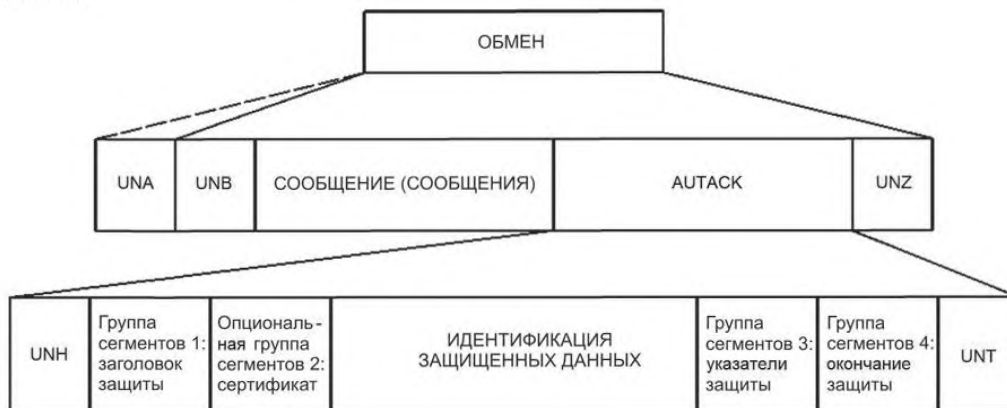 ОБМЕН
UNA
UNB
СООБЩЕНИЕ (СООБЩЕНИЯ)
AUTACK
UNZ
UNH
Группа
сегментов 1:
заголовок
защиты
Опциональ-
ная группа
сегментов 2:
сертификат
ИДЕНТИФИКАЦИЯ
ЗАЩИЩЕННЫХ ДАННЫХ
Группа
сегментов 3:
указатели
защиты
Группа
сегментов 4:
окончание
защиты
UNT